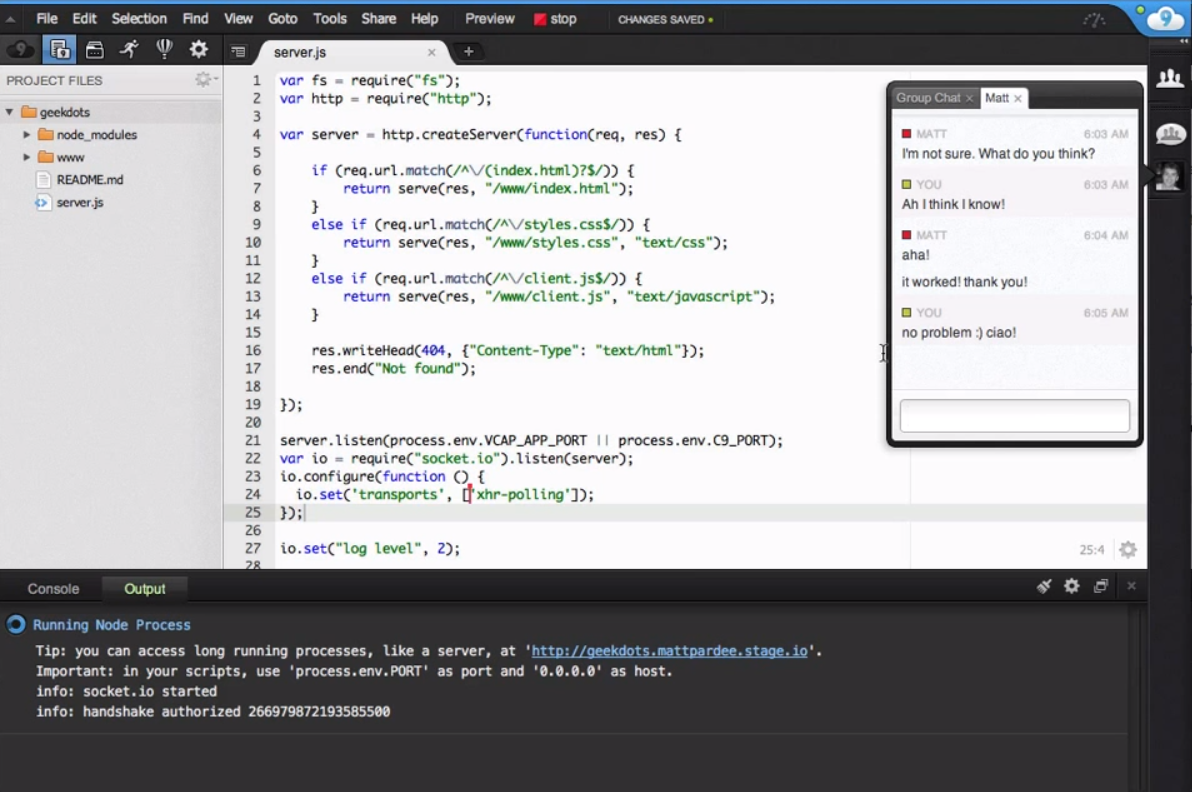 File Edit Selection Find View Goto Tools Share Help Preview stop CHANGES SAVED
9
PROJECT FILES
geekdots
node_modules
www
README.md
server.js
server.js
1 var fs = require("fs");
2 var http = require("http");
3
4 var server = http.createServer(function(req, res) {
5
6 if (req.url.match(/^\/(index.html)?$/)) {
7 return serve(res, "/www/index.html");
8 }
9 else if (req.url.match(/^\/styles.css$/)) {
10 return serve(res, "/www/styles.css", "text/css");
11 }
12 else if (req.url.match(/^\/client.js$/)) {
13 return serve(res, "/www/client.js", "text/javascript");
14 }
15
16 res.writeHead(404, {"Content-Type": "text/html"});
17 res.end("Not found");
18
19 });
20
21 server.listen(process.env.VCAP_APP_PORT || process.env.C9_PORT);
22 var io = require("socket.io").listen(server);
23 io.configure(function () {
24 io.set('transports', ['xhr-polling']);
25 });
26
27 io.set("log level", 2);
28
25:4
Group Chat Matt
MATT 6:03 AM
I'm not sure. What do you think?
YOU 6:03 AM
Ah I think I know!
MATT 6:04 AM
aha!
it worked! thank you!
YOU 6:05 AM
no problem :) ciao!
Console Output
Running Node Process
Tip: you can access long running processes, like a server, at 'http://geekdots.mattpardee.stage.io'.
Important: in your scripts, use 'process.env.PORT' as port and '0.0.0.0' as host.
info: socket.io started
info: handshake authorized 266979872193585500